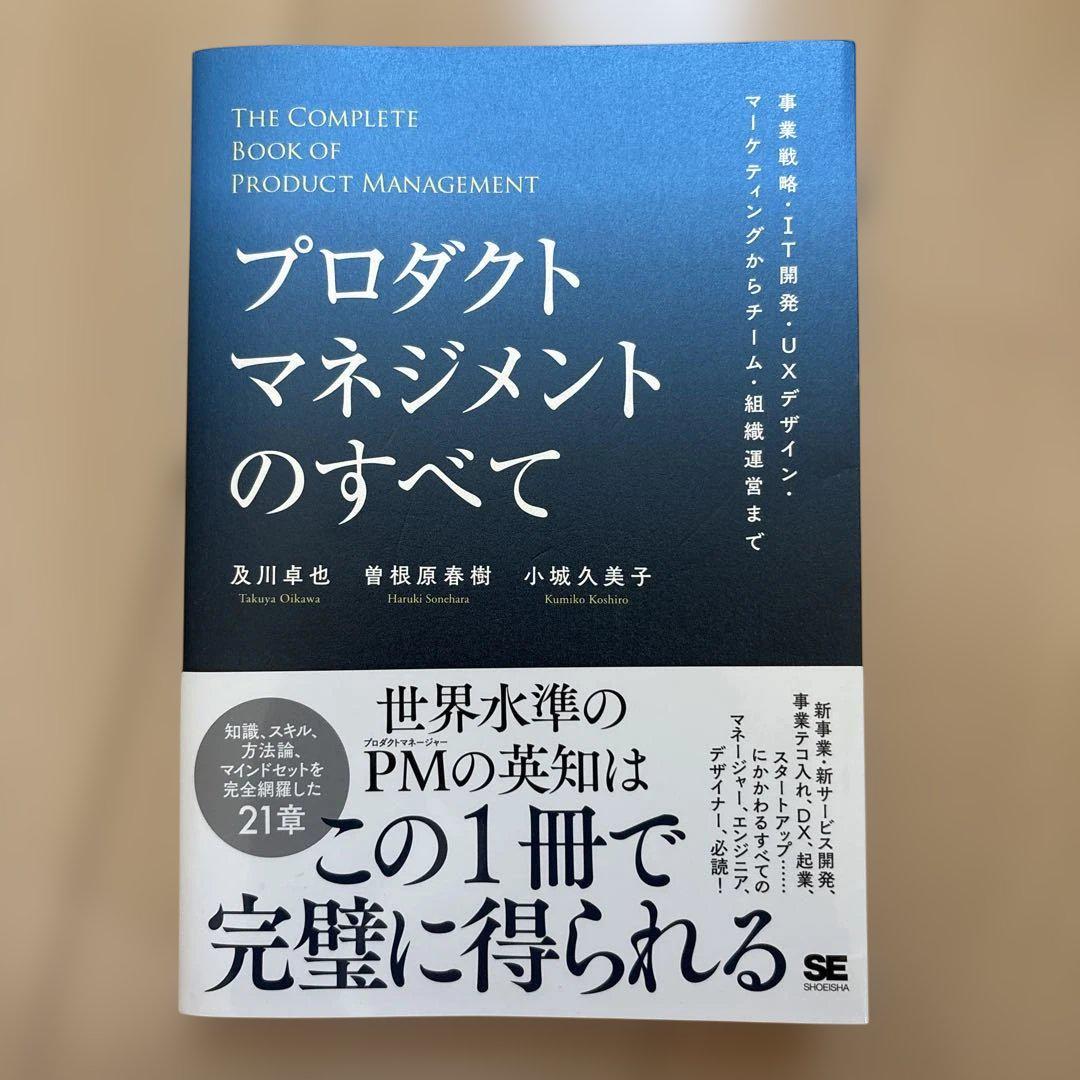 THE COMPLETE
BOOK OF
PRODUCT MANAGEMENT
プロダクト
マネジメント
のすべて
事業戦略・IT開発・UXデザイン・
マーケティングからチーム・組織運営まで
及川卓也
Takuya Oikawa
曽根原春樹
Haruki Sonehara
小城久美子
Kumiko Koshiro
知識、スキル、
方法論、
マインドセットを
完全網羅した
21章
世界水準の
プロダクトマネージャー
PMの英知は
この1冊で
完璧に得られる
新事業・新サービス開発、
事業テコ入れ、DX、起業、
スタートアップ……
にかかわるすべての
マネージャー、エンジニア、
デザイナー、必読！
SE
SHOEISHA